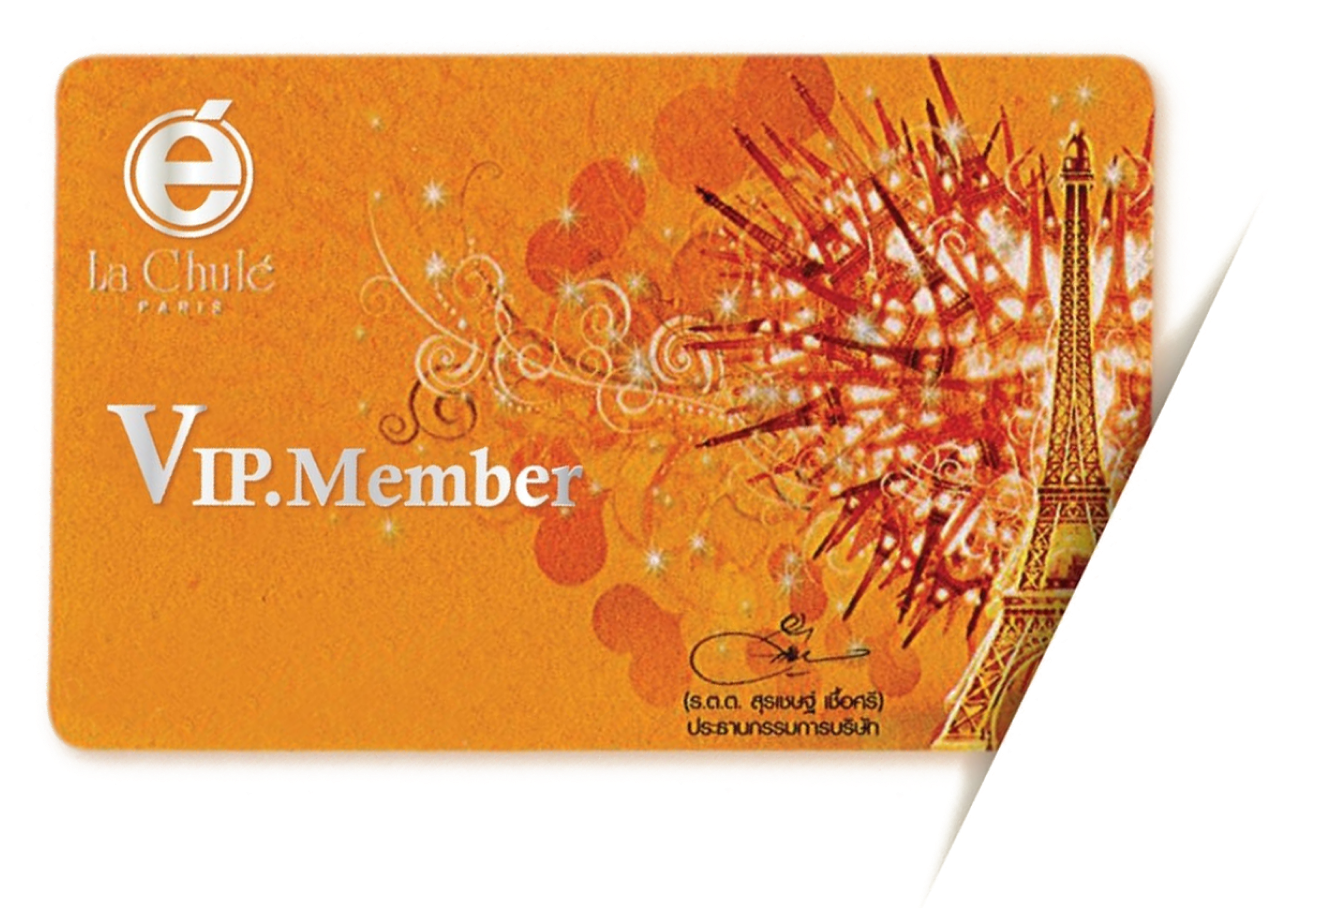 é
La Chulé
PARIS
VIP.Member
(ร.ต.ต. สุรเชษฐ์ เชื้อศรี)
ประธานกรรมการบริษัท